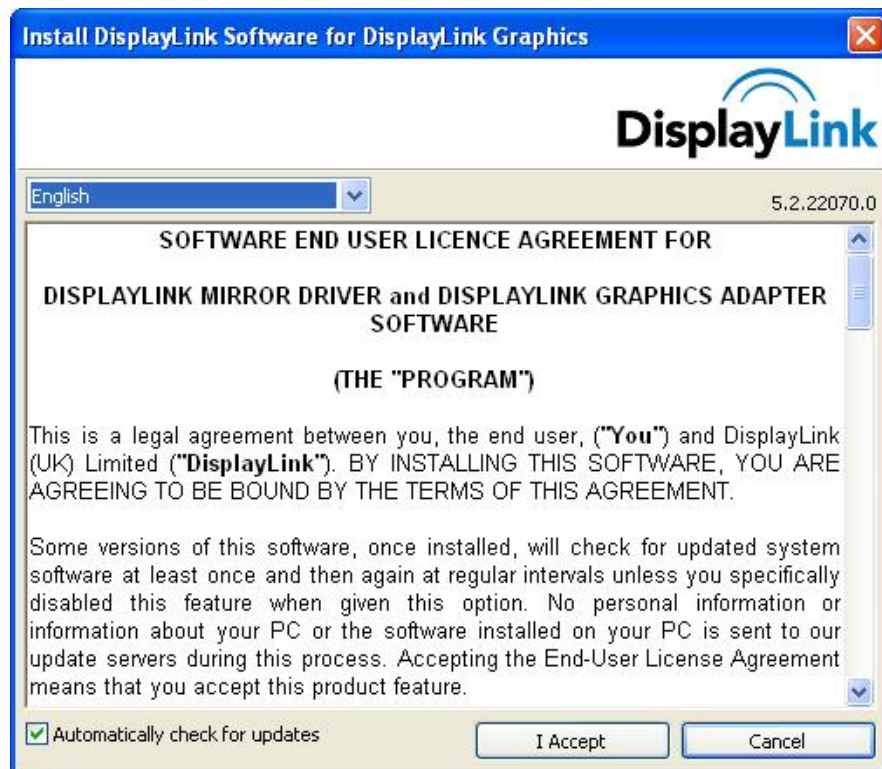 Install DisplayLink Software for DisplayLink Graphics
DisplayLink
English
5.2.22070.0
SOFTWARE END USER LICENCE AGREEMENT FOR
DISPLAYLINK MIRROR DRIVER and DISPLAYLINK GRAPHICS ADAPTER
SOFTWARE
(THE "PROGRAM")
This is a legal agreement between you, the end user, ("You") and DisplayLink
(UK) Limited ("DisplayLink"). BY INSTALLING THIS SOFTWARE, YOU ARE
AGREEING TO BE BOUND BY THE TERMS OF THIS AGREEMENT.
Some versions of this software, once installed, will check for updated system
software at least once and then again at regular intervals unless you specifically
disabled this feature when given this option. No personal information or
information about your PC or the software installed on your PC is sent to our
update servers during this process. Accepting the End-User License Agreement
means that you accept this product feature.
Automatically check for updates
I Accept
Cancel